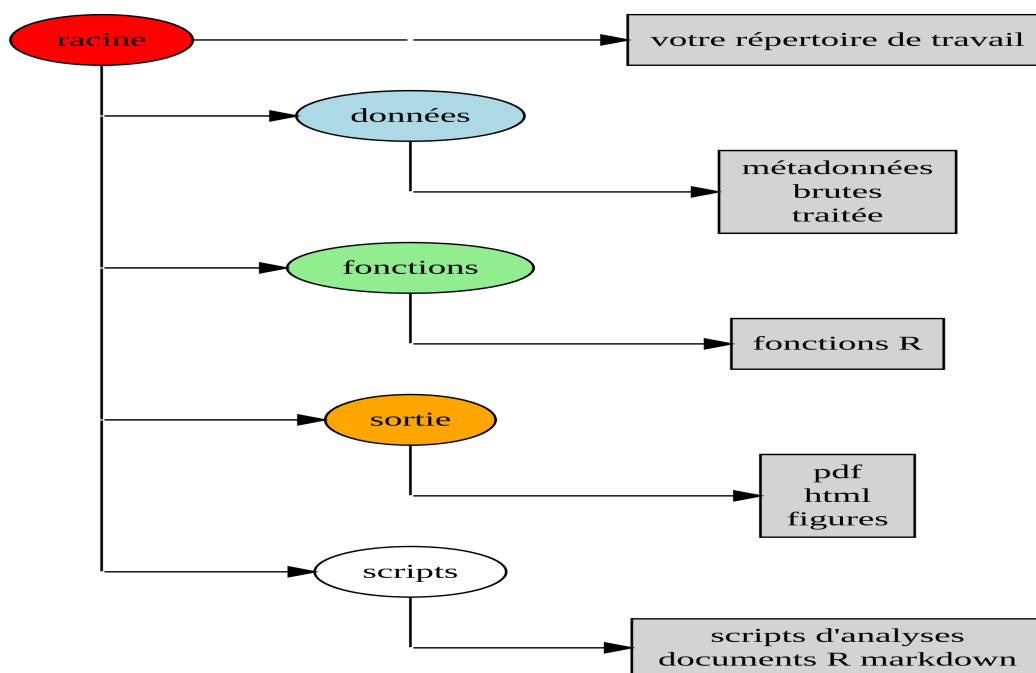 racine
votre répertoire de travail
données
métadonnées
brutes
traitée
fonctions
fonctions R
sortie
pdf
html
figures
scripts
scripts d'analyses
documents R markdown